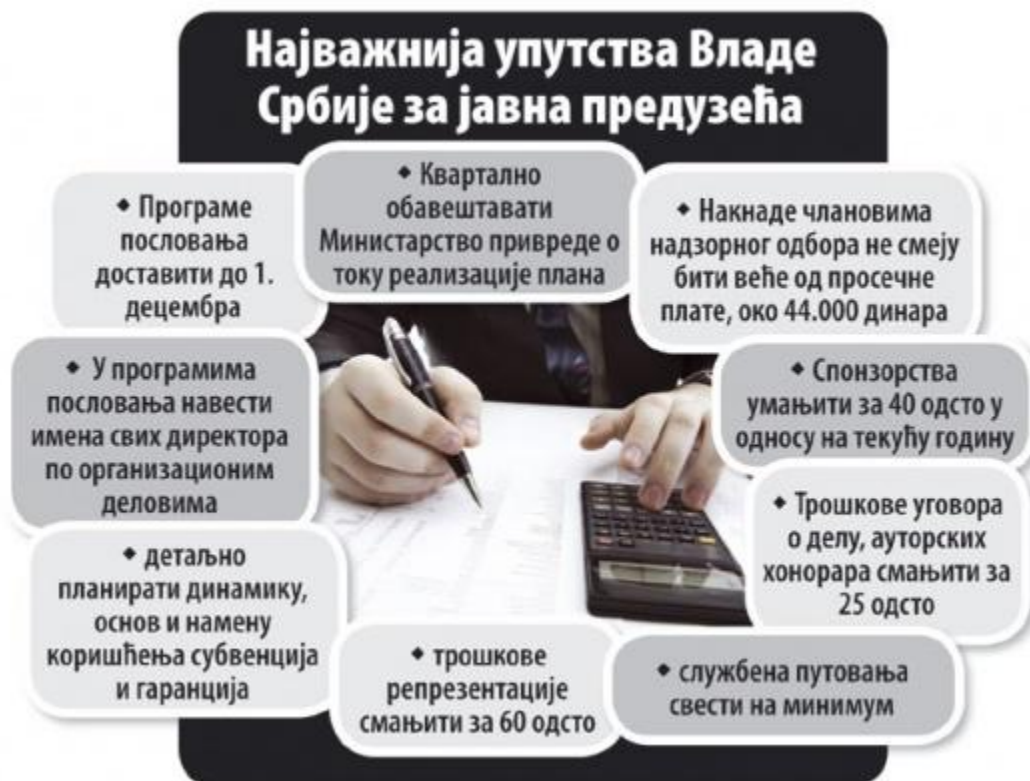 Најважнија упутства Владе
Србије за јавна предузећа
◆ Програме
пословања
доставити до 1.
децембра
◆ Квартално
обавештавати
Министарство привреде о
току реализације плана
◆ Накнаде члановима
надзорног одбора не смеју
бити веће од просечне
плате, око 44.000 динара
◆ У програмима
пословања навести
имена свих директора
по организационим
деловима
◆ Спонзорства
умањити за 40 одсто у
односу на текућу годину
◆ детаљно
планирати динамику,
основ и намену
коришћења субвенција
и гаранција
◆ Трошкове уговора
о делу, ауторских
хонорара смањити за
25 одсто
◆ трошкове
репрезентације
смањити за 60 одсто
◆ службена путовања
свести на минимум